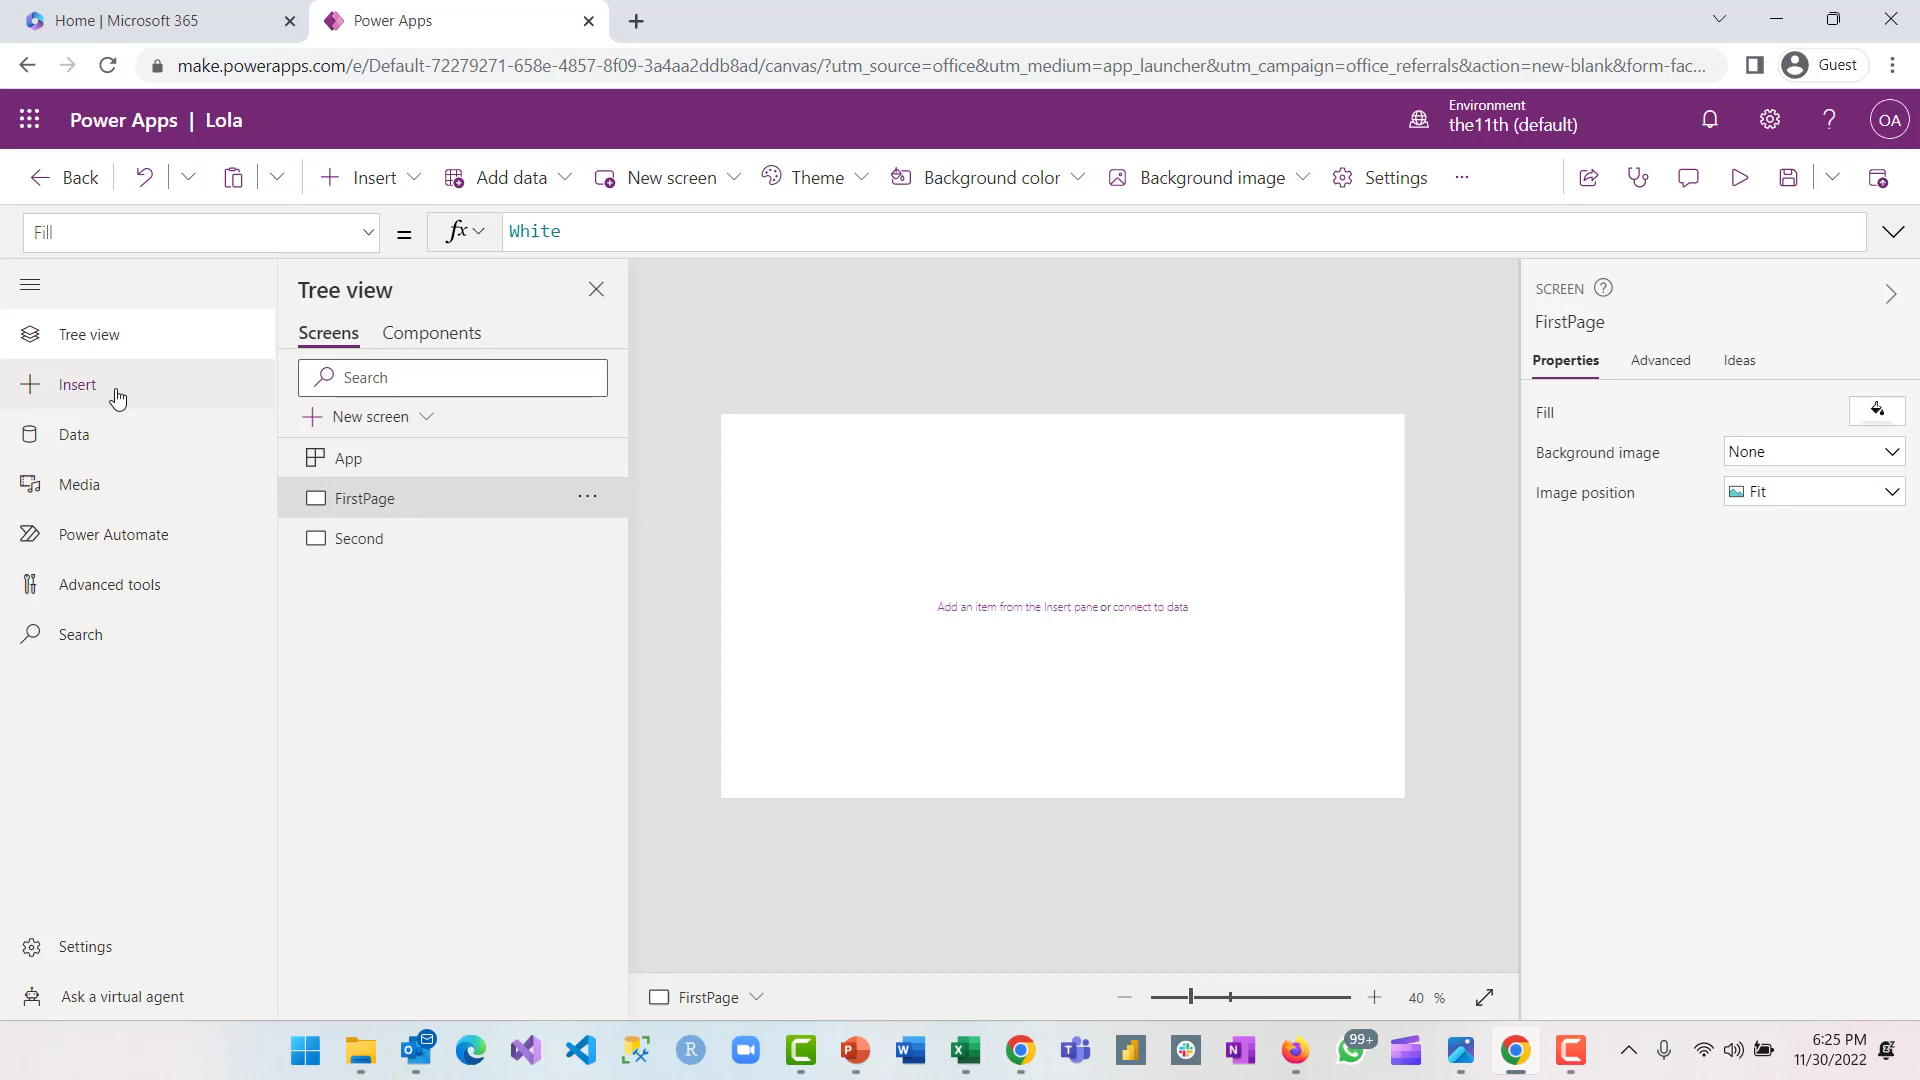 Home | Microsoft 365
Power Apps
make.powerapps.com/e/Default-72279271-658e-4857-8f09-3a4aa2ddb8ad/canvas/?utm_source=office&utm_medium=app_launcher&utm_campaign=office_referrals&action=new-blank&form-fac...
Guest
Power Apps | Lola
Environment
the11th (default)
OA
Back
Insert
Add data
New screen
Theme
Background color
Background image
Settings
Fill
=
fx
White
Tree view
Insert
Data
Media
Power Automate
Advanced tools
Search
Settings
Ask a virtual agent
Tree view
Screens
Components
Search
New screen
App
FirstPage
Second
Add an item from the Insert pane or connect to data
FirstPage
40 %
SCREEN
FirstPage
Properties
Advanced
Ideas
Fill
Background image
None
Image position
Fit
99+
6:25 PM
11/30/2022